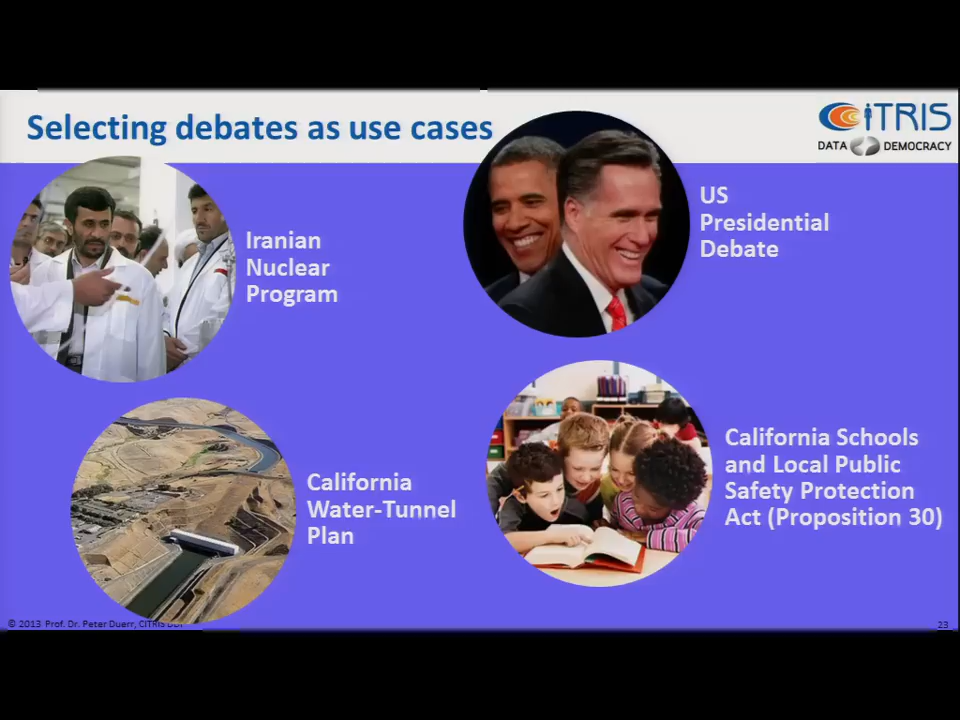 Selecting debates as use cases
CiTRIS
DATA DEMOCRACY
Iranian
Nuclear
Program
US
Presidential
Debate
California
Water-Tunnel
Plan
California Schools
and Local Public
Safety Protection
Act (Proposition 30)
© 2013 Prof. Dr. Peter Duerr, CITRIS
23